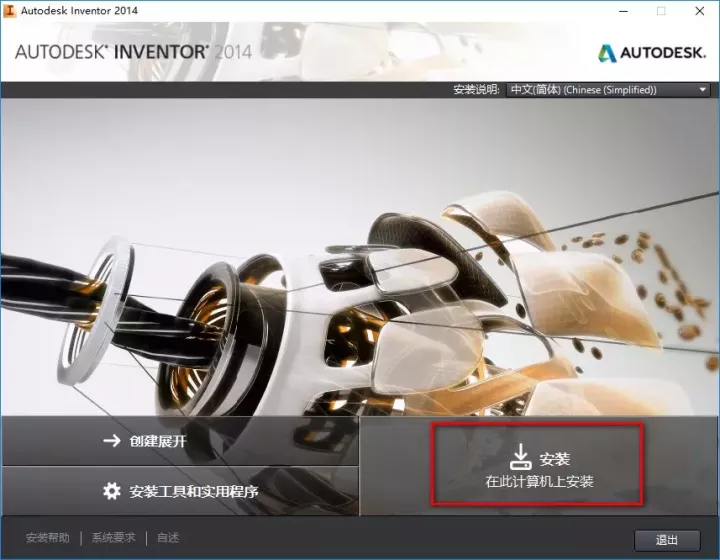 Autodesk Inventor 2014
AUTODESK® INVENTOR® 2014
AUTODESK.
安装说明: 中文(简体) (Chinese (Simplified))
创建展开
安装
在此计算机上安装
安装工具和实用程序
安装帮助 | 系统要求 | 自述
退出